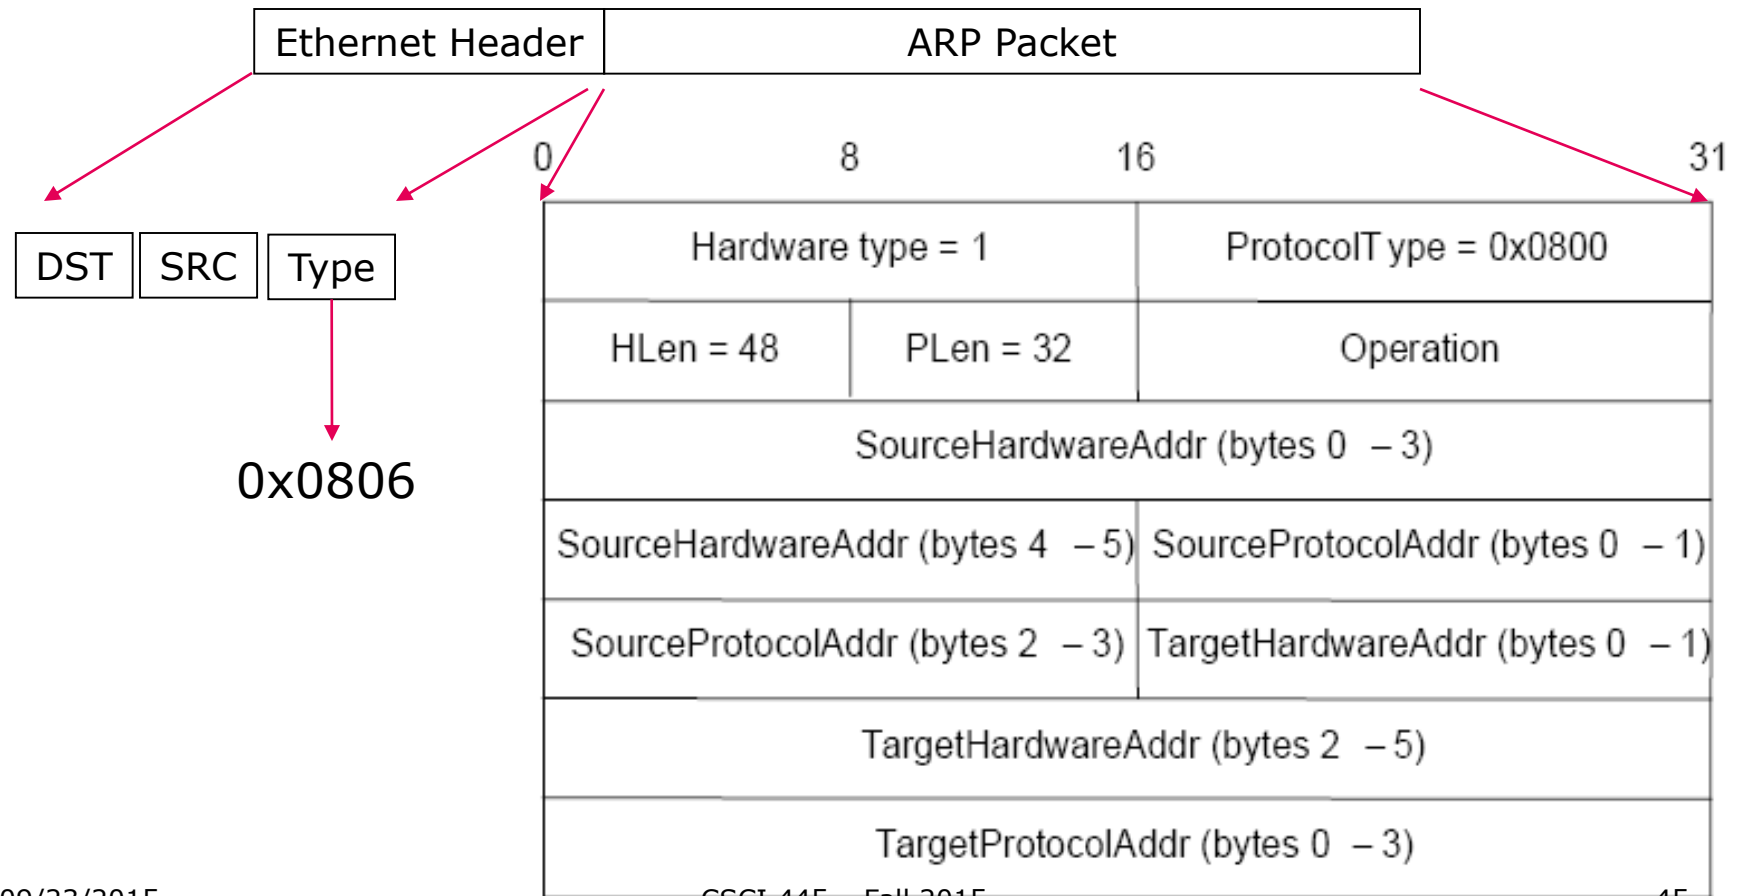 Ethernet Header ARP Packet
0 8 16 31
DST SRC Type
Hardware type = 1 ProtocolType = 0x0800
HLen = 48 PLen = 32 Operation
SourceHardwareAddr (bytes 0 – 3)
0x0806
SourceHardwareAddr (bytes 4 – 5) SourceProtocolAddr (bytes 0 – 1)
SourceProtocolAddr (bytes 2 – 3) TargetHardwareAddr (bytes 0 – 1)
TargetHardwareAddr (bytes 2 – 5)
TargetProtocolAddr (bytes 0 – 3)